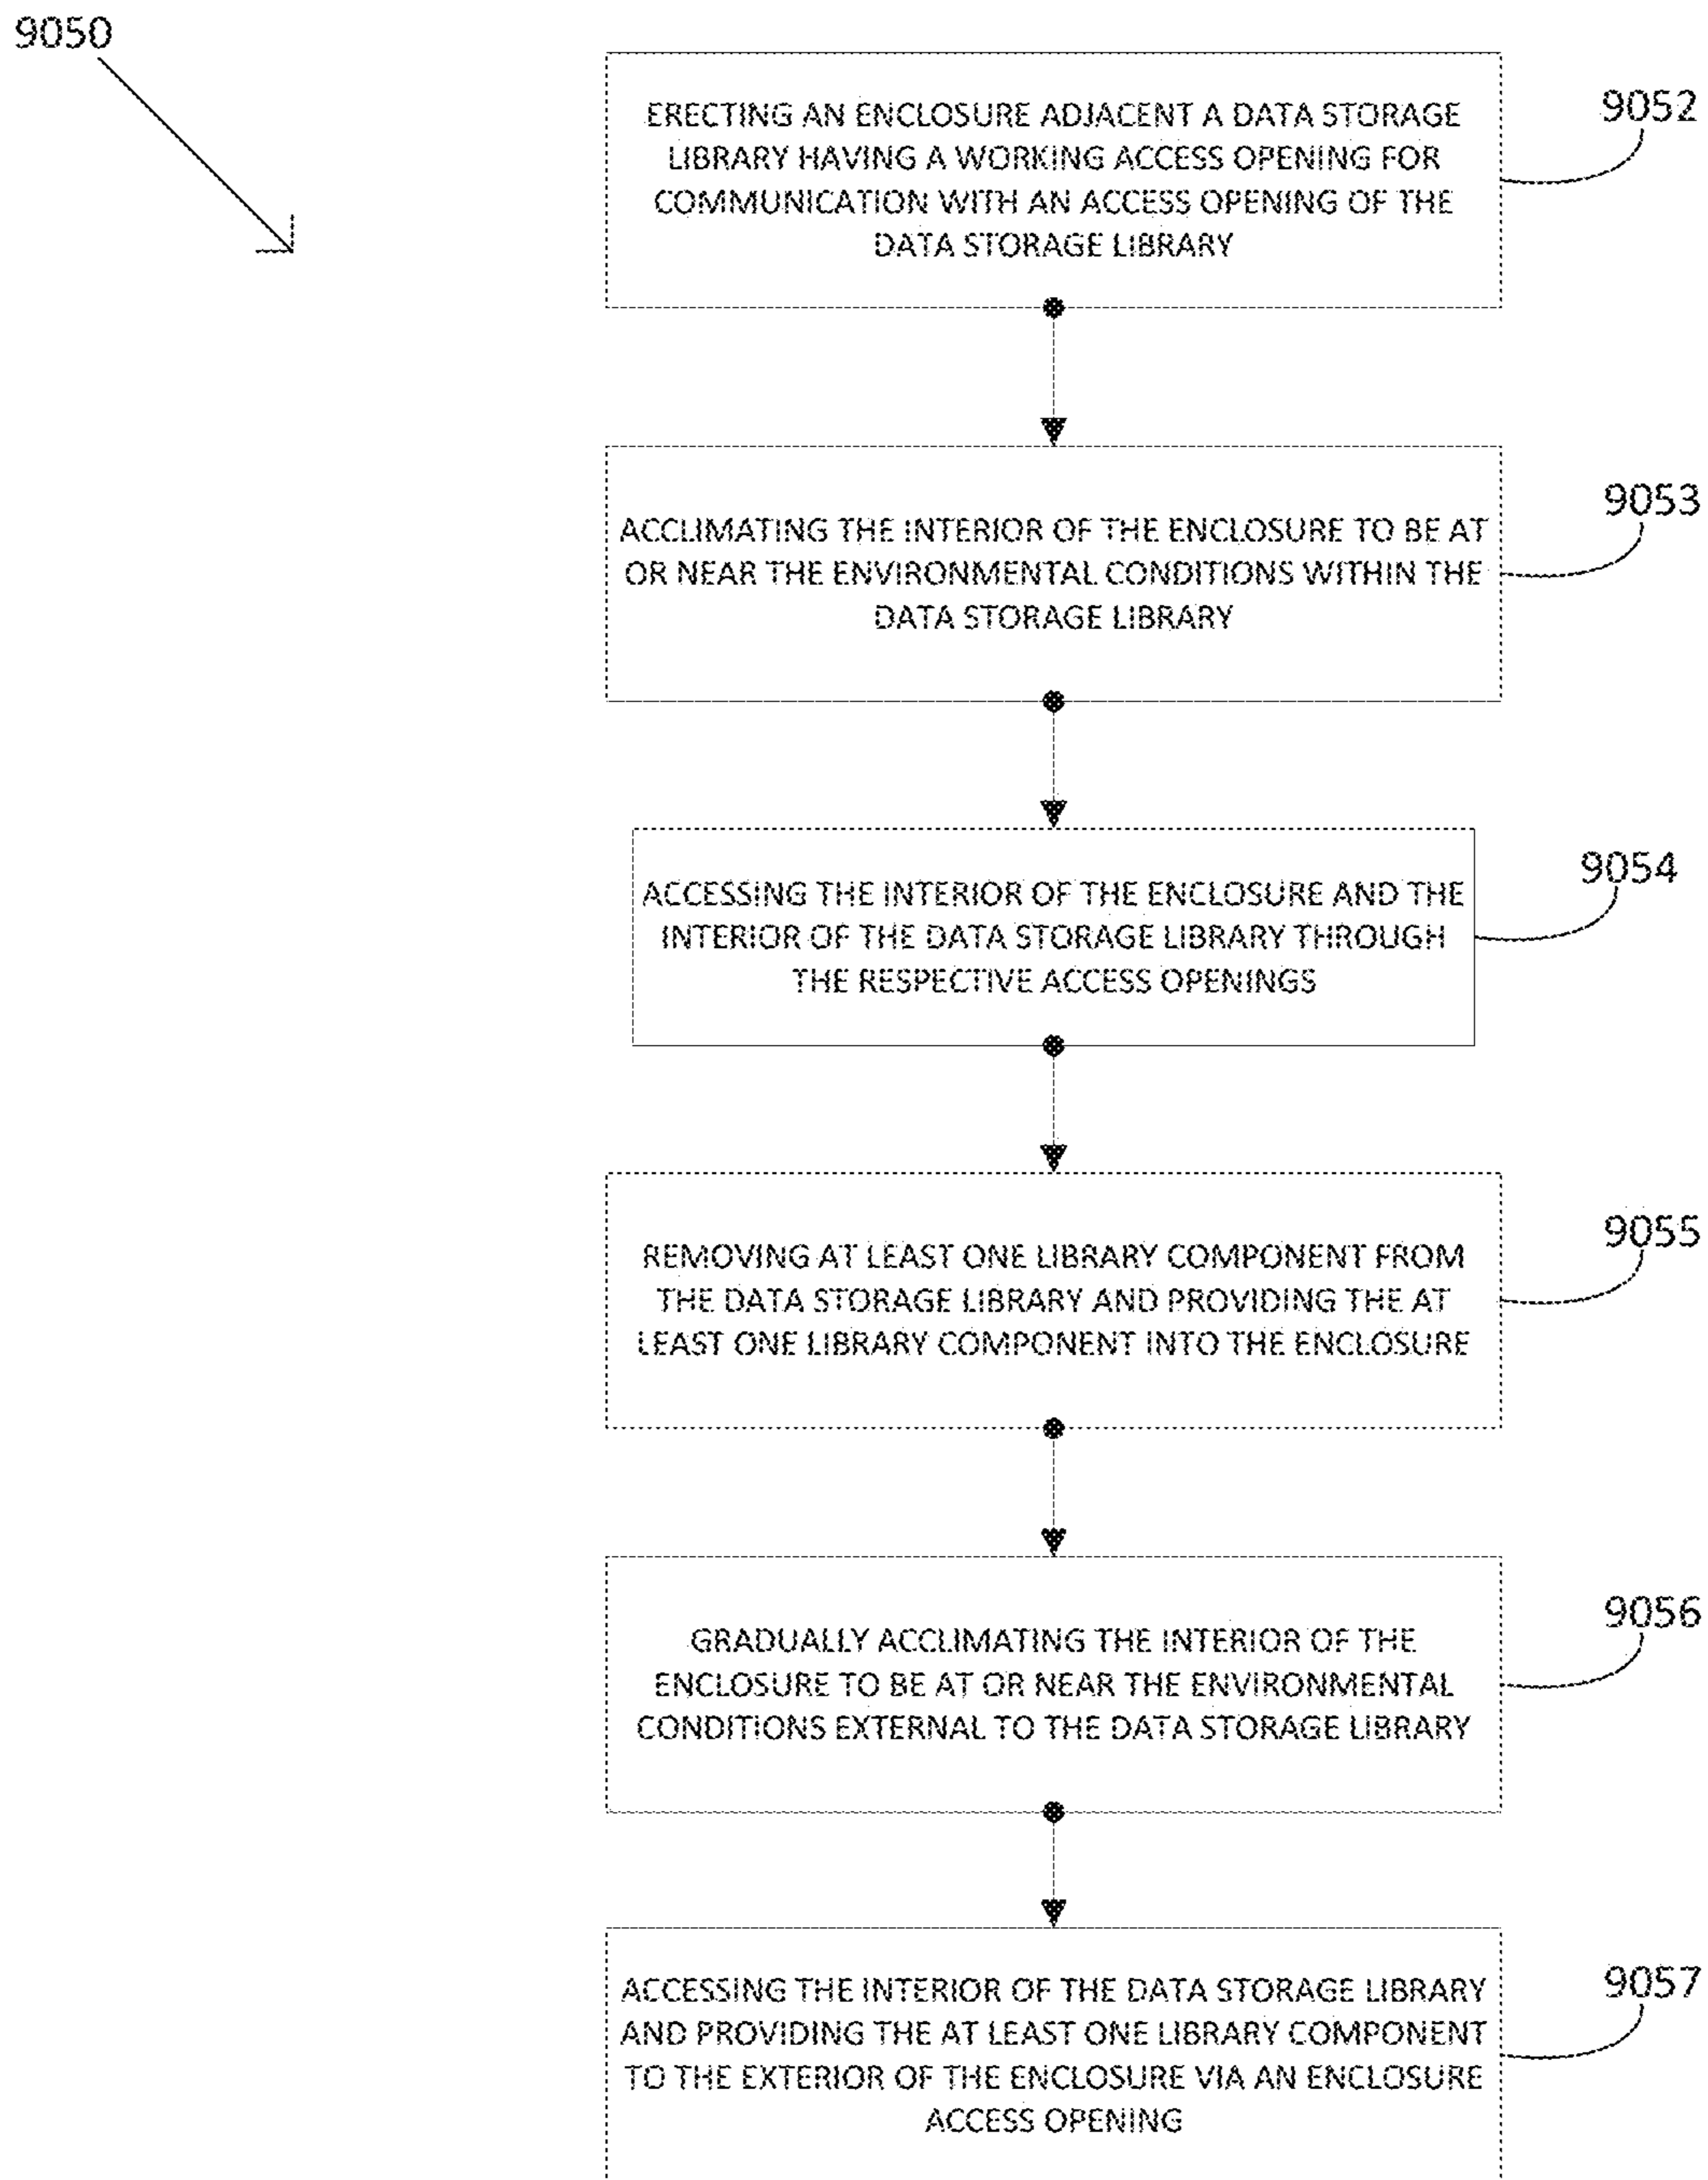 9050
ERECTING AN ENCLOSURE ADJACENT A DATA STORAGE
LIBRARY HAVING A WORKING ACCESS OPENING FOR
COMMUNICATION WITH AN ACCESS OPENING OF THE
DATA STORAGE LIBRARY
9052
ACCLIMATING THE INTERIOR OF THE ENCLOSURE TO BE AT
OR NEAR THE ENVIRONMENTAL CONDITIONS WITHIN THE
DATA STORAGE LIBRARY
9053
ACCESSING THE INTERIOR OF THE ENCLOSURE AND THE
INTERIOR OF THE DATA STORAGE LIBRARY THROUGH
THE RESPECTIVE ACCESS OPENINGS
9054
REMOVING AT LEAST ONE LIBRARY COMPONENT FROM
THE DATA STORAGE LIBRARY AND PROVIDING THE AT
LEAST ONE LIBRARY COMPONENT INTO THE ENCLOSURE
9055
GRADUALLY ACCLIMATING THE INTERIOR OF THE
ENCLOSURE TO BE AT OR NEAR THE ENVIRONMENTAL
CONDITIONS EXTERNAL TO THE DATA STORAGE LIBRARY
9056
ACCESSING THE INTERIOR OF THE DATA STORAGE LIBRARY
AND PROVIDING THE AT LEAST ONE LIBRARY COMPONENT
TO THE EXTERIOR OF THE ENCLOSURE VIA AN ENCLOSURE
ACCESS OPENING
9057